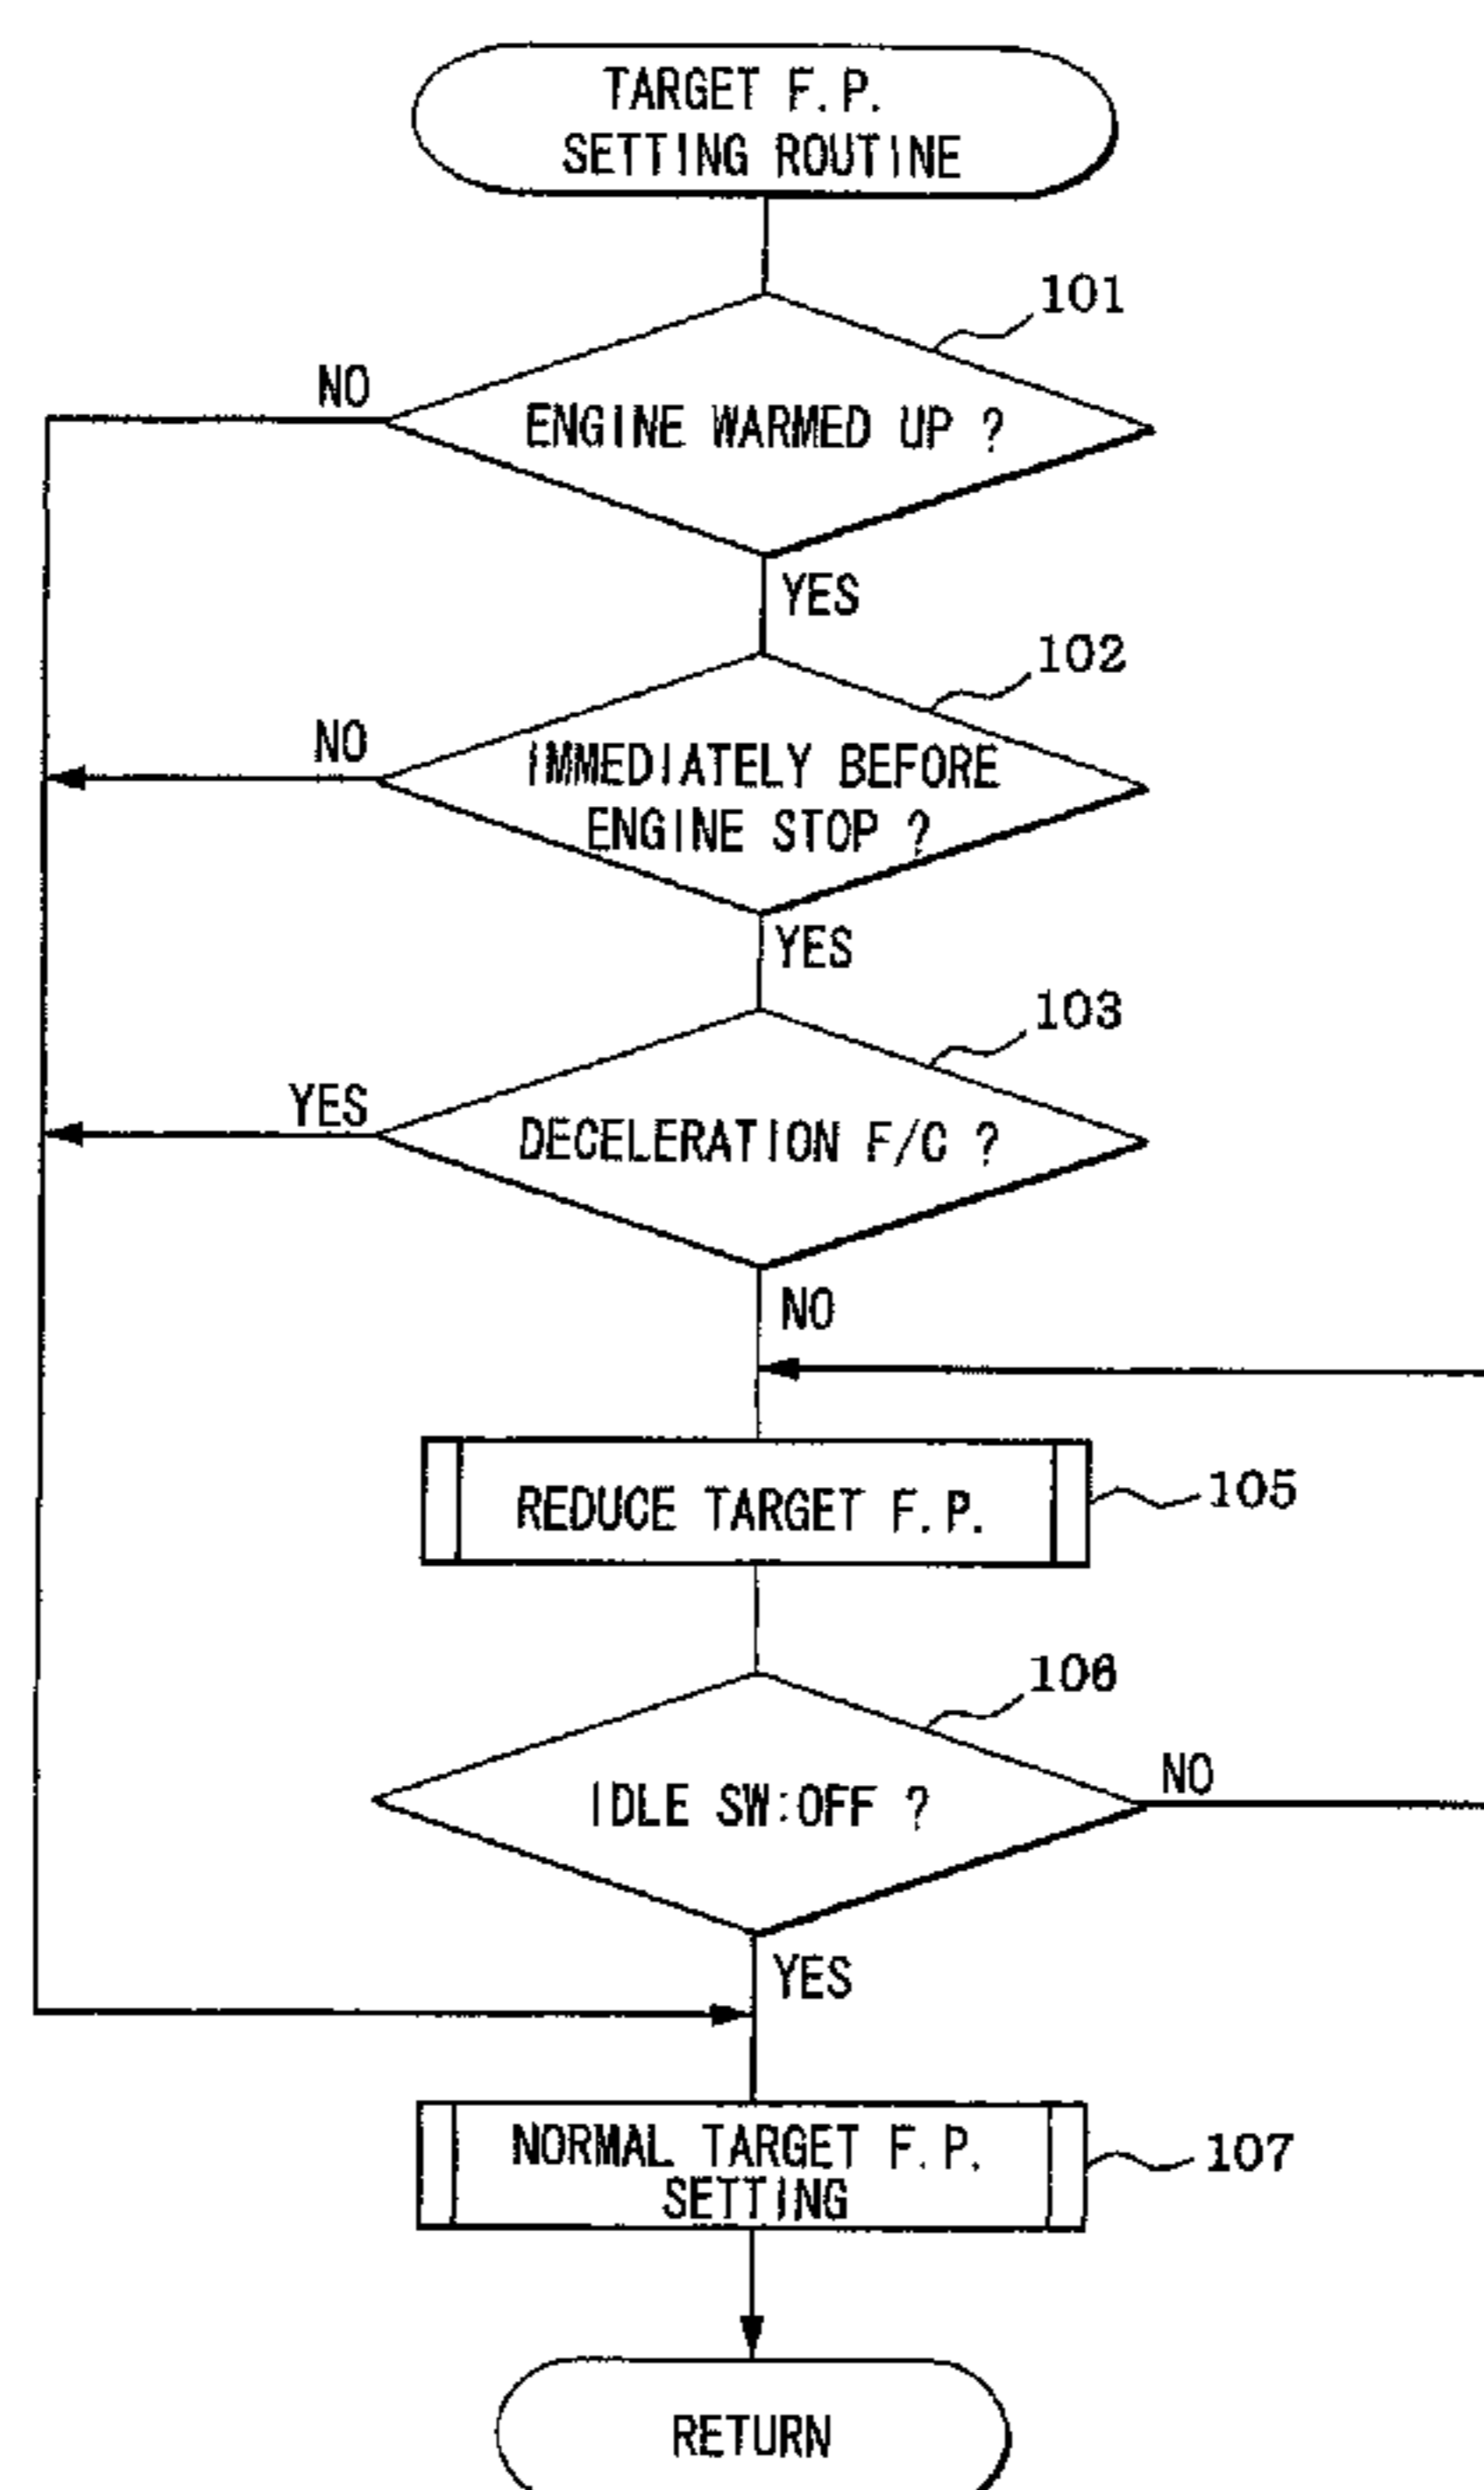 TARGET F.P.
SETTING ROUTINE
101
NO
ENGINE WARMED UP ?
YES
102
NO
IMMEDIATELY BEFORE
ENGINE STOP ?
YES
103
YES
DECELERATION F/C ?
NO
REDUCE TARGET F.P.
105
106
NO
IDLE SW:OFF ?
YES
NORMAL TARGET F.P.
SETTING
107
RETURN